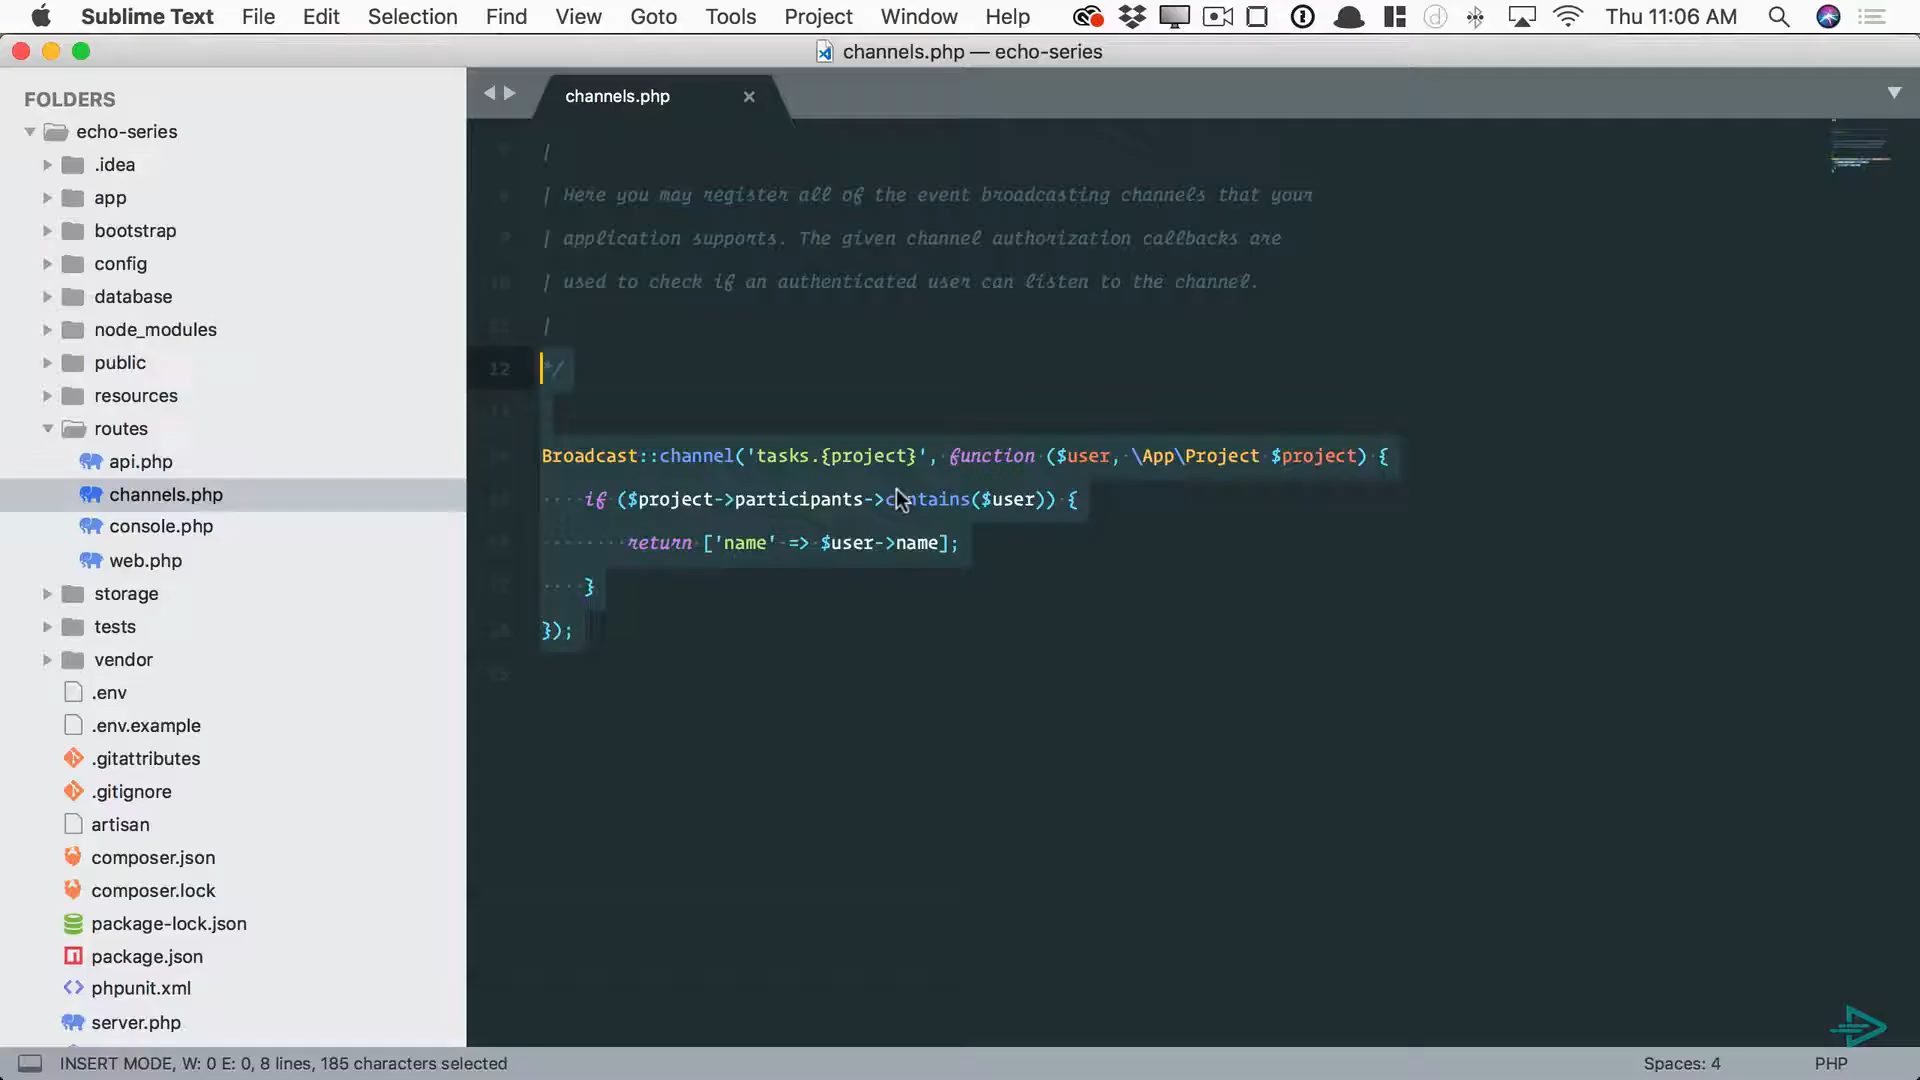 Sublime Text File Edit Selection Find View Goto Tools Project Window Help Thu 11:06 AM
channels.php — echo-series
FOLDERS
echo-series
.idea
app
bootstrap
config
database
node_modules
public
resources
routes
api.php
channels.php
console.php
web.php
storage
tests
vendor
.env
.env.example
.gitattributes
.gitignore
artisan
composer.json
composer.lock
package-lock.json
package.json
phpunit.xml
server.php
channels.php
|
| Here you may register all of the event broadcasting channels that your
| application supports. The given channel authorization callbacks are
| used to check if an authenticated user can listen to the channel.
|
12 */
Broadcast::channel('tasks.{project}', function ($user, \App\Project $project) {
if ($project->participants->contains($user)) {
return ['name' => $user->name];
}
});
INSERT MODE, W: 0 E: 0, 8 lines, 185 characters selected Spaces: 4 PHP